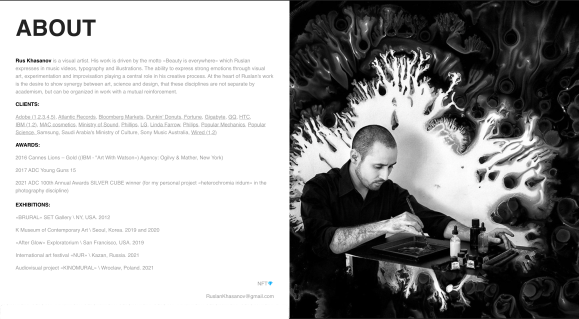 ABOUT
Rus Khasanov is a visual artist. His work is driven by the motto «Beauty is everywhere» which Ruslan
expresses in music videos, typography and illustrations. The ability to express strong emotions through visual
art, experimentation and improvisation playing a central role in his creative process. At the heart of Ruslan's work
is the desire to show synergy between art, science and design, that these disciplines are not separate by
academism, but can be organized in work with a mutual reinforcement.
CLIENTS:
Adobe (1,2,3,4,5), Atlantic Records, Bloomberg Markets, Dunkin' Donuts, Fortune, Gigabyte, GQ, HTC,
IBM (1,2), MAC cosmetics, Ministry of Sound, Phillips, LG, Linda Farrow, Philips, Popular Mechanics, Popular
Science, Samsung, Saudi Arabia's Ministry of Culture, Sony Music Australia, Wired (1,2)
AWARDS:
2016 Cannes Lions – Gold (IBM - "Art With Watson» | Agency: Ogilvy & Mather, New York)
2017 ADC Young Guns 15
2021 ADC 100th Annual Awards SILVER CUBE winner (for my personal project «heterochromia iridum» in the
photography discipline)
EXHIBITIONS:
«BRURAL» SET Gallery \ NY, USA. 2012
K Museum of Contemporary Art \ Seoul, Korea. 2019 and 2020
«After Glow» Exploratorium \ San Francisco, USA. 2019
International art festival «NUR» \ Kazan, Russia. 2021
Audiovisual project «KINOMURAL» \ Wroclaw, Poland. 2021
NFT
RuslanKhasanov@gmail.com